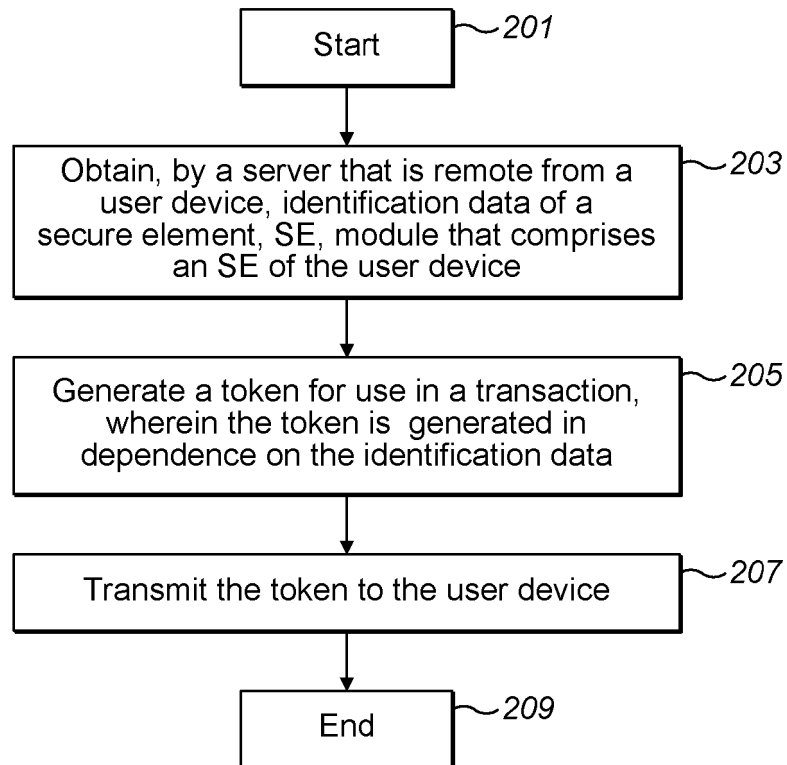 Start
201
Obtain, by a server that is remote from a
user device, identification data of a
secure element, SE, module that comprises
an SE of the user device
203
Generate a token for use in a transaction,
wherein the token is generated in
dependence on the identification data
205
Transmit the token to the user device
207
End
209